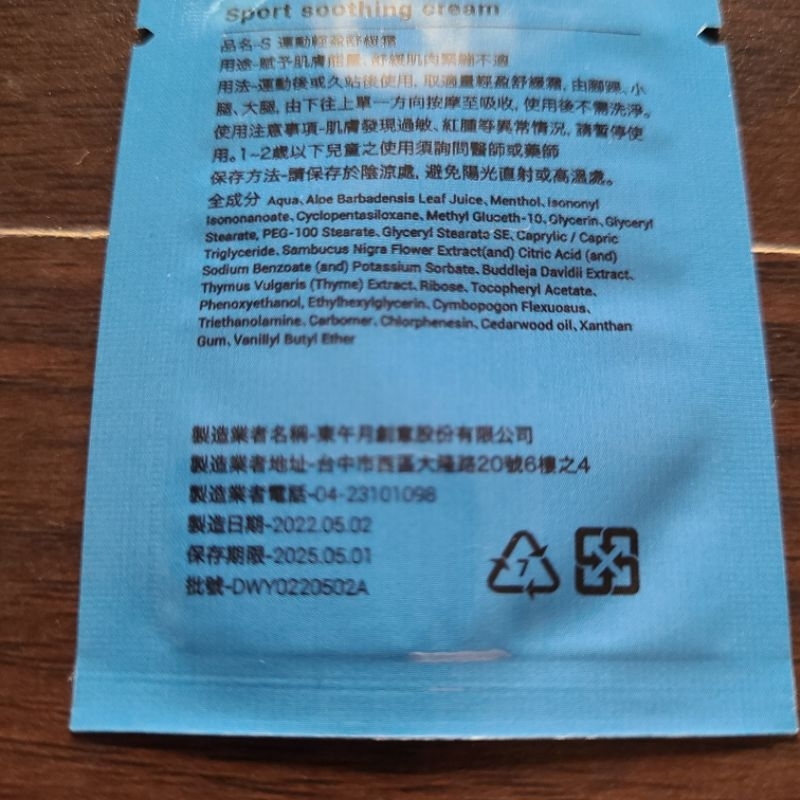 Sport soothing cream
品名-S 運動輕盈舒緩霜
用途-賦予肌膚能量、舒緩肌肉緊繃不適
用法-運動後或久站後使用, 取適量輕盈舒緩霜, 由腳踝、小
腿、大腿, 由下往上單一方向按摩至吸收, 使用後不需洗淨。
使用注意事項-肌膚發現過敏、紅腫等異常情況, 請暫停使
用。1~2歲以下兒童之使用須詢問醫師或藥師
保存方法-請保存於陰涼處, 避免陽光直射或高溫處。
全成分 Aqua、Aloe Barbadensis Leaf Juice、Menthol、Isononyl
Isononanoate、Cyclopentasiloxane、Methyl Gluceth-10、Glycerin、Glyceryl
Stearate、PEG-100 Stearate、Glyceryl Stearate SE、Caprylic / Capric
Triglyceride、Sambucus Nigra Flower Extract(and) Citric Acid (and)
Sodium Benzoate (and) Potassium Sorbate、Buddleja Davidii Extract、
Thymus Vulgaris (Thyme) Extract、Ribose、Tocopheryl Acetate、
Phenoxyethanol、Ethylhexylglycerin、Cymbopogon Flexuosus、
Triethanolamine、Carbomer、Chlorphenesin、Cedarwood oil、Xanthan
Gum、Vanillyl Butyl Ether
製造業者名稱-東午月創意股份有限公司
製造業者地址-台中市西區大隆路20號6樓之4
製造業者電話-04-23101098
製造日期-2022.05.02
保存期限-2025.05.01
批號-DWY0220502A
7